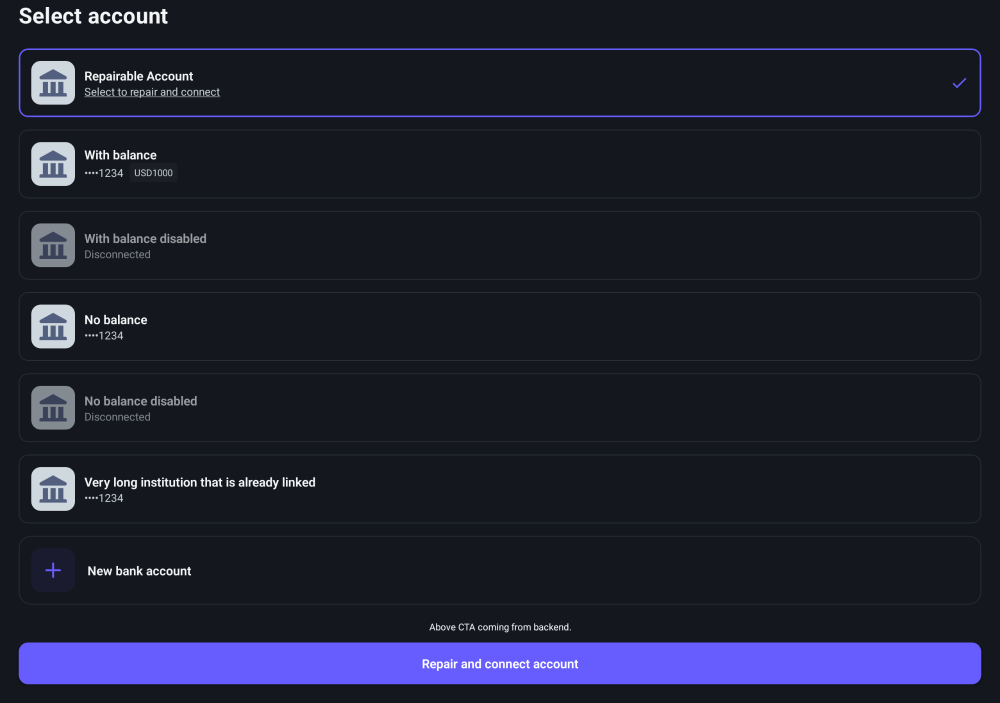 Select account
Repairable Account
Select to repair and connect
With balance
••••1234 USD1000
With balance disabled
Disconnected
No balance
••••1234
No balance disabled
Disconnected
Very long institution that is already linked
••••1234
New bank account
Above CTA coming from backend.
Repair and connect account